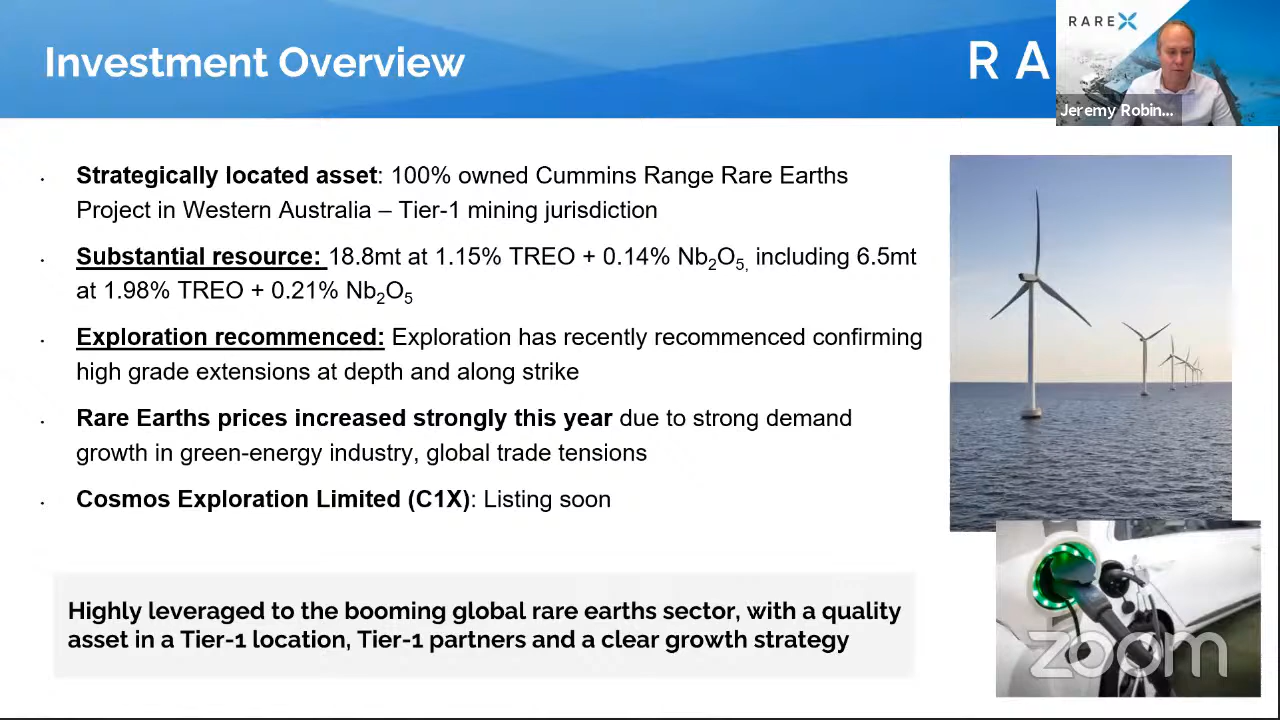 Investment Overview
R A
RAREX
Jeremy Robin...
· Strategically located asset: 100% owned Cummins Range Rare Earths
Project in Western Australia – Tier-1 mining jurisdiction
· Substantial resource: 18.8mt at 1.15% TREO + 0.14% Nb₂O₅, including 6.5mt
at 1.98% TREO + 0.21% Nb₂O₅
· Exploration recommenced: Exploration has recently recommenced confirming
high grade extensions at depth and along strike
· Rare Earths prices increased strongly this year due to strong demand
growth in green-energy industry, global trade tensions
· Cosmos Exploration Limited (C1X): Listing soon
Highly leveraged to the booming global rare earths sector, with a quality
asset in a Tier-1 location, Tier-1 partners and a clear growth strategy
zoom